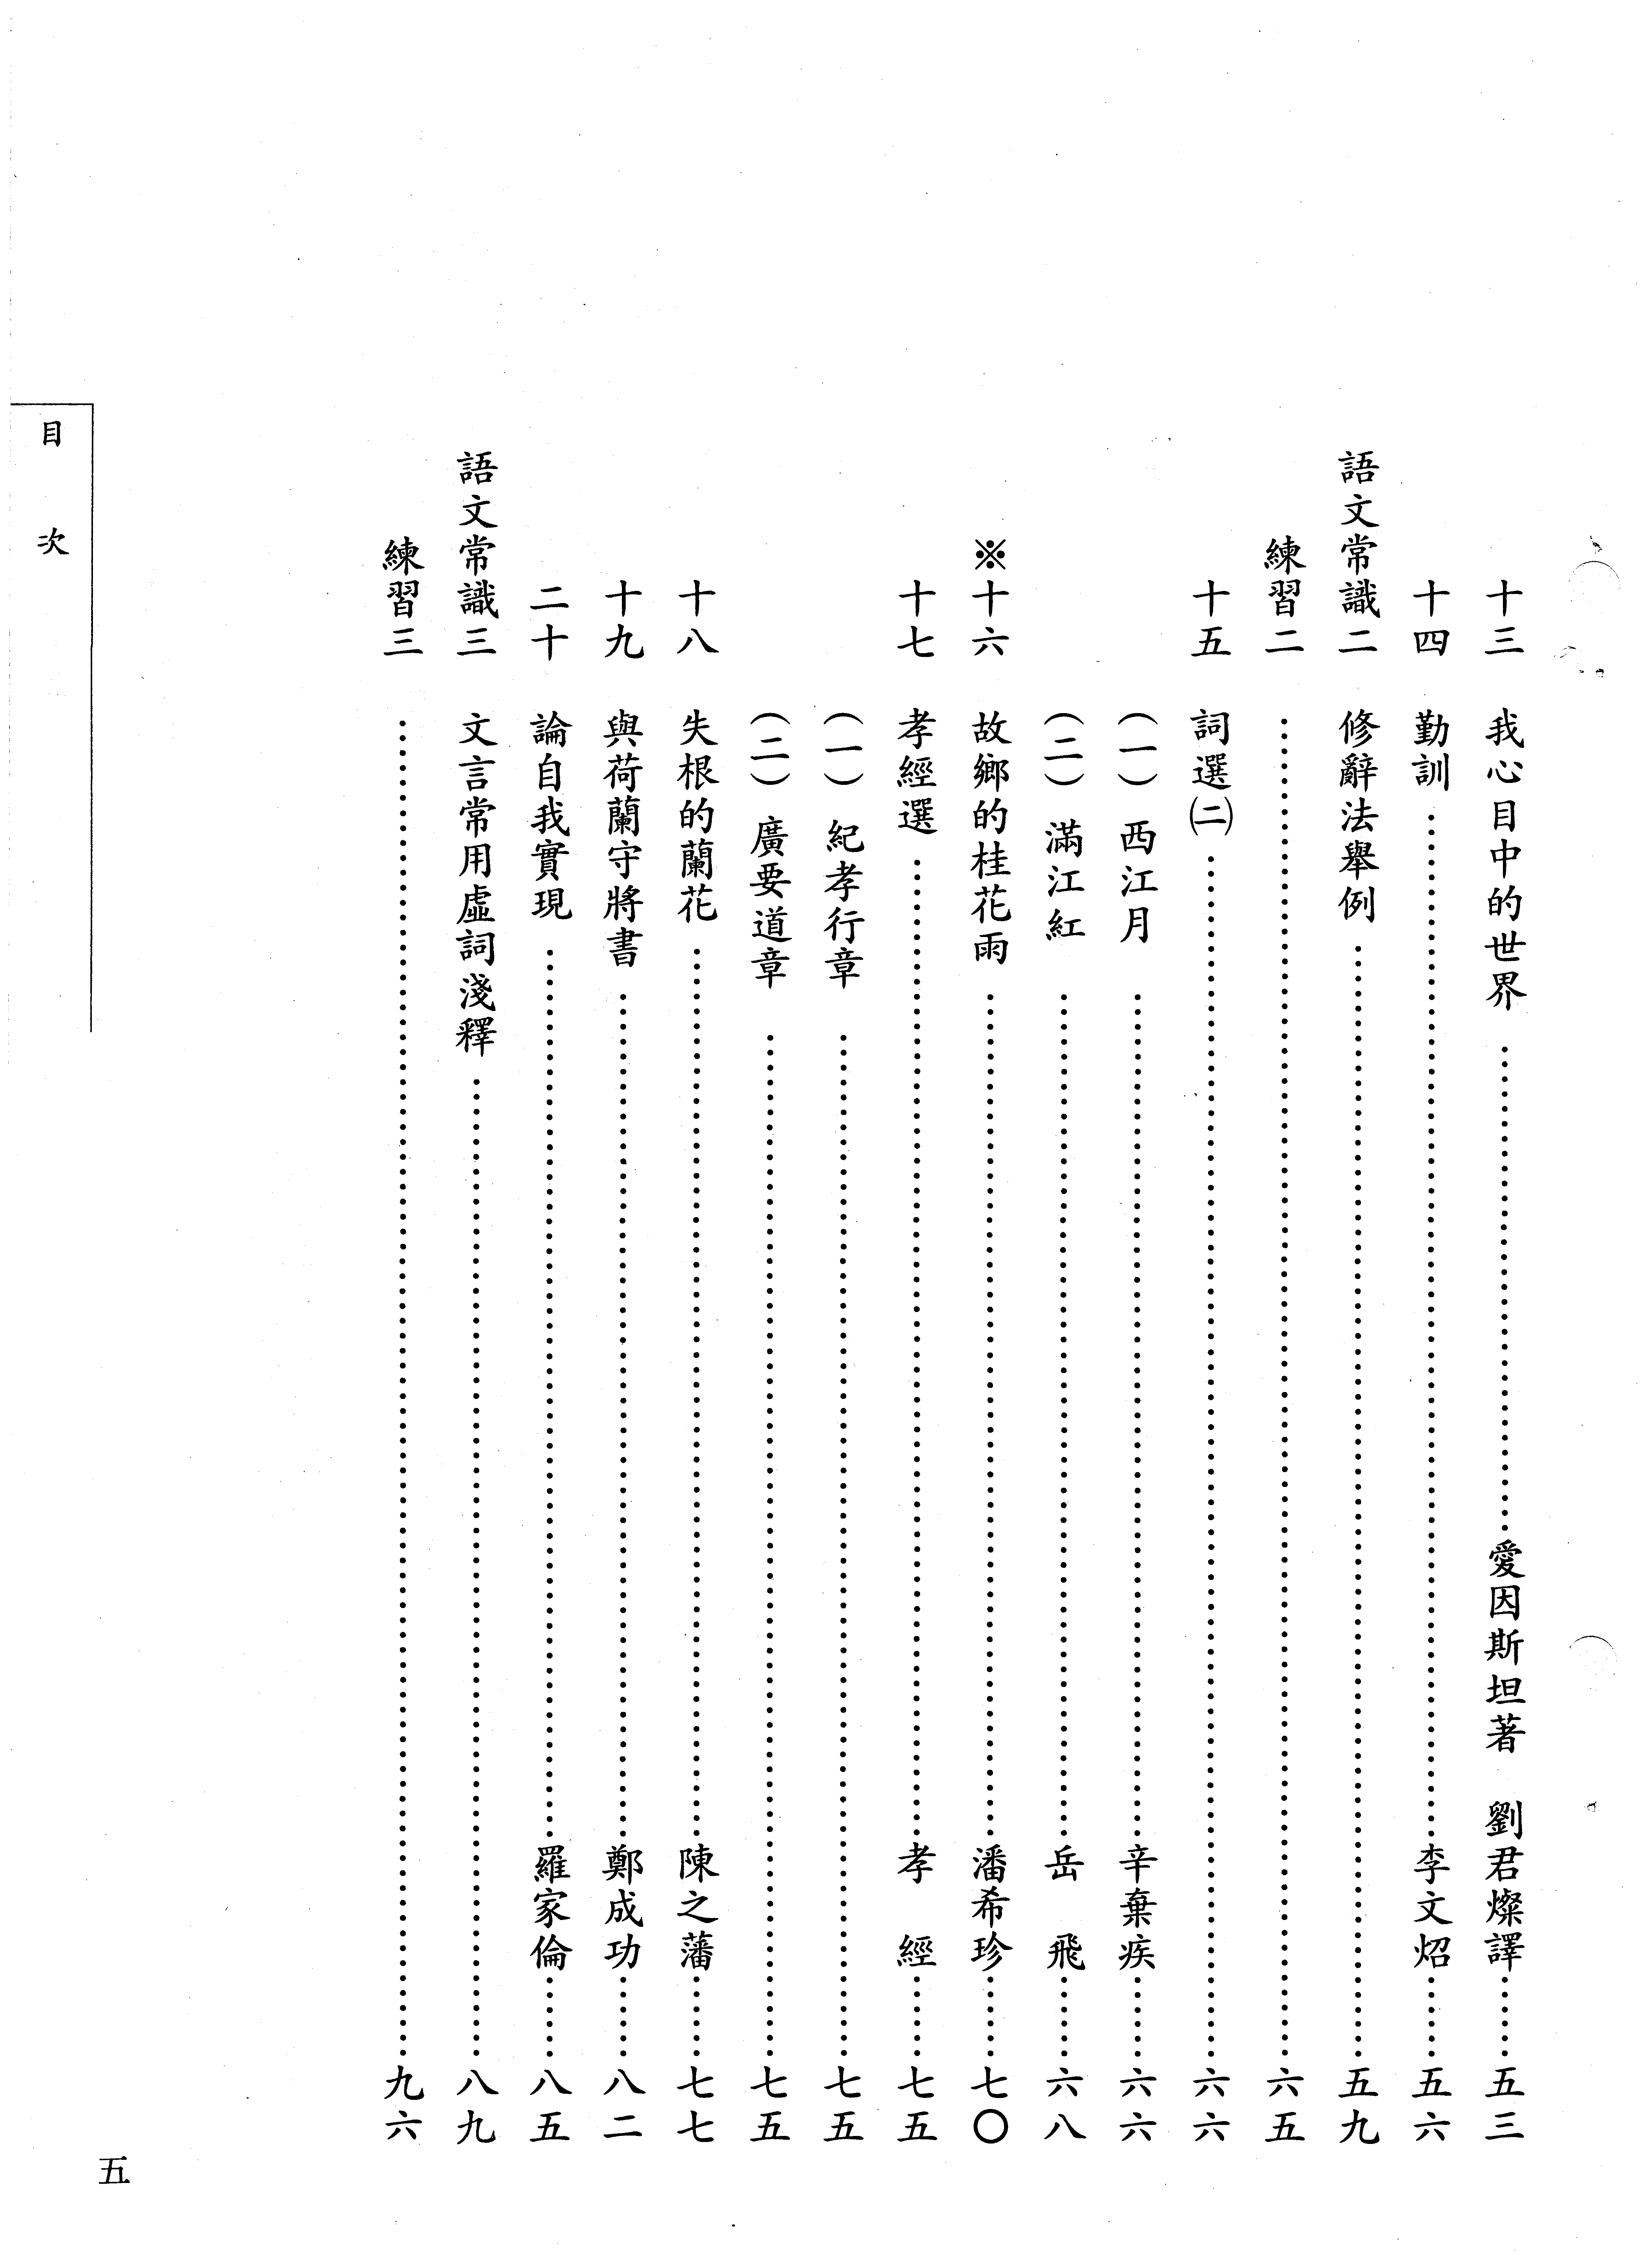 十三　我心目中的世界……愛因斯坦著　劉君燦譯……五三
十四　勤訓……李文炤……五六
語文常識二　修辭法舉例……五九
練習二……六五
十五　詞選㈡……六六
（一）西江月……辛棄疾……六六
（二）滿江紅……岳　飛……六八
※十六　故鄉的桂花雨……潘希珍……七〇
十七　孝經選……孝　經……七五
（一）紀孝行章……七五
（二）廣要道章……七五
十八　失根的蘭花……陳之藩……七七
十九　與荷蘭守將書……鄭成功……八二
二十　論自我實現……羅家倫……八五
語文常識三　文言常用虛詞淺釋……八九
練習三……九六
目　次
五